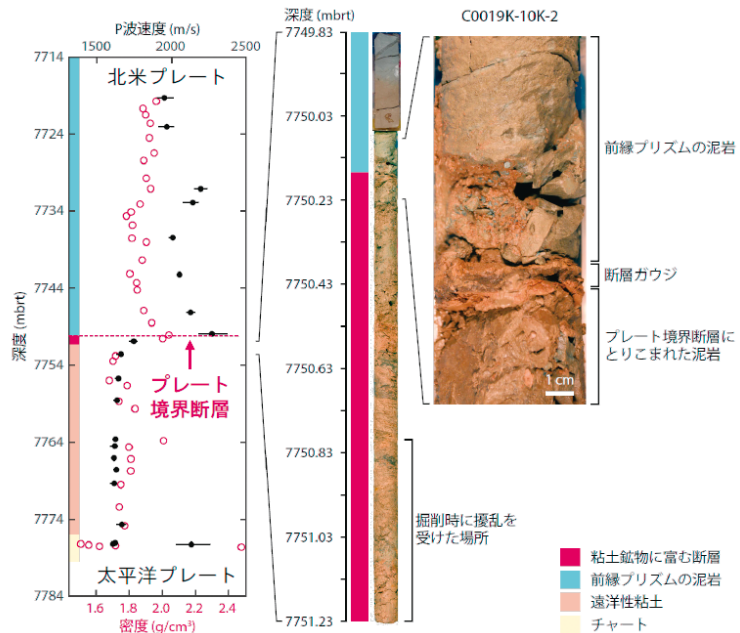 P波速度 (m/s)
1500 2000 2500
深度 (mbrt)
7714
7724
7734
7744
7754
7764
7774
7784
北米プレート
プレート
境界断層
太平洋プレート
1.6 1.8 2.0 2.2 2.4
密度 (g/cm³)
深度 (mbrt)
7749.83
7750.03
7750.23
7750.43
7750.63
7750.83
7751.03
7751.23
掘削時に擾乱を
受けた場所
C0019K-10K-2
前縁プリズムの泥岩
断層ガウジ
プレート境界断層に
とりこまれた泥岩
1 cm
粘土鉱物に富む断層
前縁プリズムの泥岩
遠洋性粘土
チャート